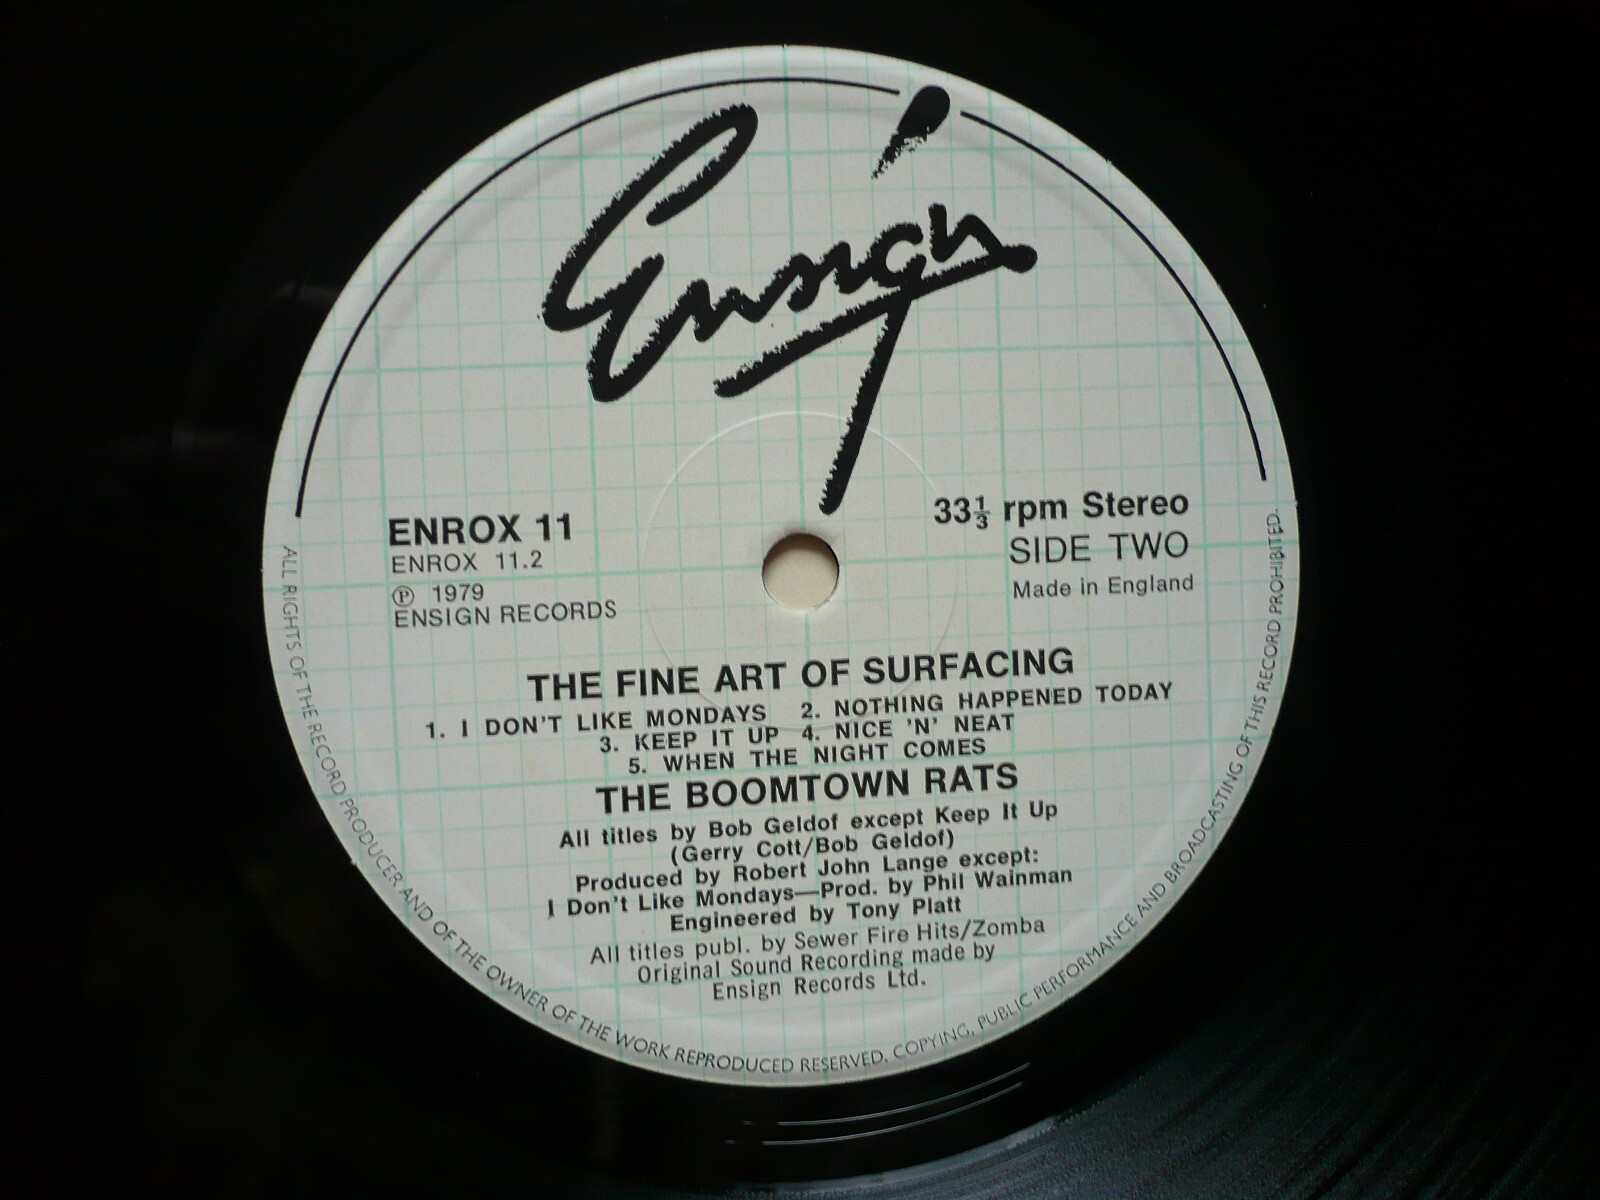 Ensign
ENROX 11
ENROX 11.2
℗ 1979
ENSIGN RECORDS
33⅓ rpm Stereo
SIDE TWO
Made in England
THE FINE ART OF SURFACING
1. I DON'T LIKE MONDAYS 2. NOTHING HAPPENED TODAY
3. KEEP IT UP 4. NICE 'N' NEAT
5. WHEN THE NIGHT COMES
THE BOOMTOWN RATS
All titles by Bob Geldof except Keep It Up
(Gerry Cott/Bob Geldof)
Produced by Robert John Lange except:
I Don't Like Mondays—Prod. by Phil Wainman
Engineered by Tony Platt
All titles publ. by Sewer Fire Hits/Zomba
Original Sound Recording made by
Ensign Records Ltd.
ALL RIGHTS OF THE RECORD PRODUCER AND OF THE OWNER OF THE WORK REPRODUCED RESERVED. COPYING, PUBLIC PERFORMANCE AND BROADCASTING OF THIS RECORD PROHIBITED.